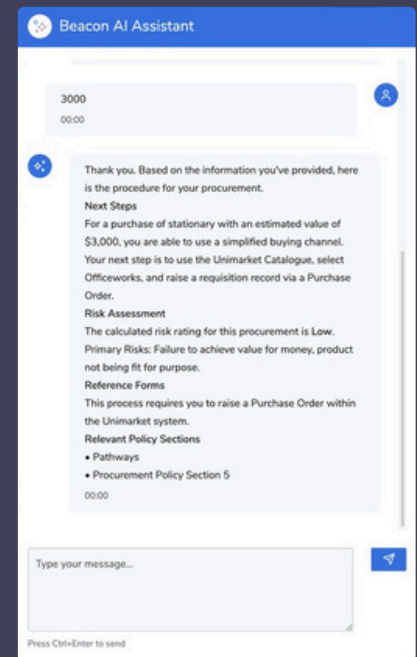 Beacon AI Assistant
3000
00:00
Thank you. Based on the information you've provided, here
is the procedure for your procurement.
Next Steps
For a purchase of stationary with an estimated value of
$3,000, you are able to use a simplified buying channel.
Your next step is to use the Unimarket Catalogue, select
Officeworks, and raise a requisition record via a Purchase
Order.
Risk Assessment
The calculated risk rating for this procurement is Low.
Primary Risks: Failure to achieve value for money, product
not being fit for purpose.
Reference Forms
This process requires you to raise a Purchase Order within
the Unimarket system.
Relevant Policy Sections
• Pathways
• Procurement Policy Section 5
00:00
Type your message...
Press Ctrl+Enter to send